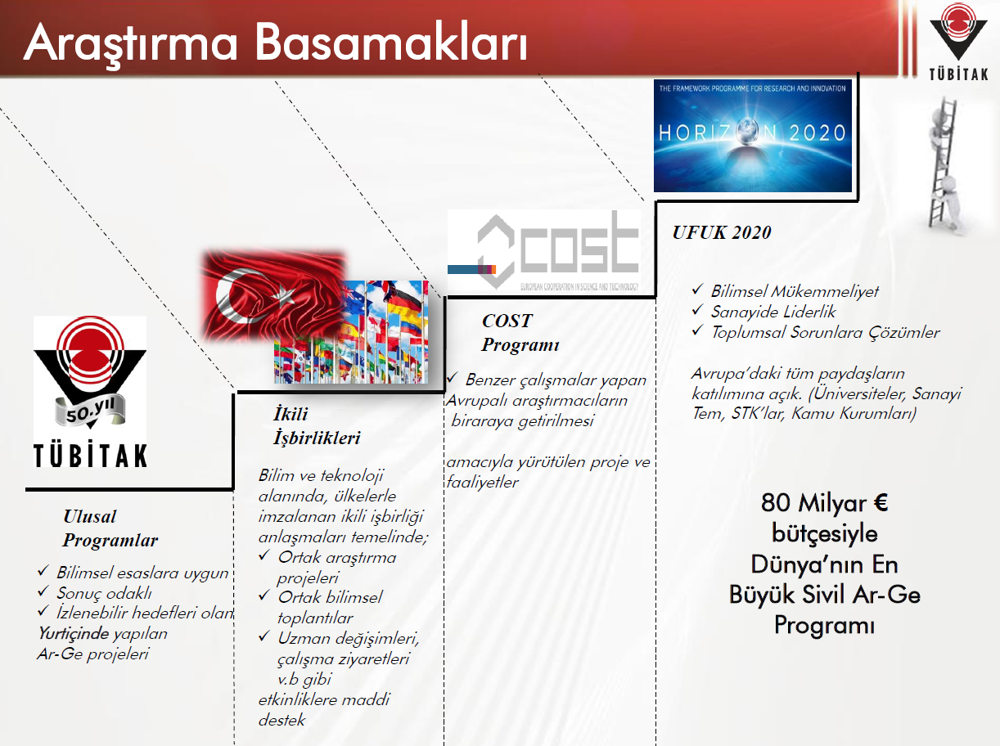 Araştırma Basamakları
TÜBİTAK
THE FRAMEWORK PROGRAMME FOR RESEARCH AND INNOVATION
HORIZON 2020
UFUK 2020
Bilimsel Mükemmeliyet
Sanayide Liderlik
Toplumsal Sorunlara Çözümler
Avrupa’daki tüm paydaşların
katılımına açık. (Üniversiteler, Sanayi
Tem, STK’lar, Kamu Kurumları)
80 Milyar €
bütçesiyle
Dünya’nın En
Büyük Sivil Ar-Ge
Programı
cost
EUROPEAN COOPERATION IN SCIENCE AND TECHNOLOGY
COST
Programı
Benzer çalışmalar yapan
Avrupalı araştırmacıların
biraraya getirilmesi
amacıyla yürütülen proje ve
faaliyetler
İkili
İşbirlikleri
Bilim ve teknoloji
alanında, ülkelerle
imzalanan ikili işbirliği
anlaşmaları temelinde;
Ortak araştırma
projeleri
Ortak bilimsel
toplantılar
Uzman değişimleri,
çalışma ziyaretleri
v.b gibi
etkinliklere maddi
destek
50.yıl
TÜBİTAK
Ulusal
Programlar
Bilimsel esaslara uygun
Sonuç odaklı
İzlenebilir hedefleri olan
Yurtiçinde yapılan
Ar-Ge projeleri